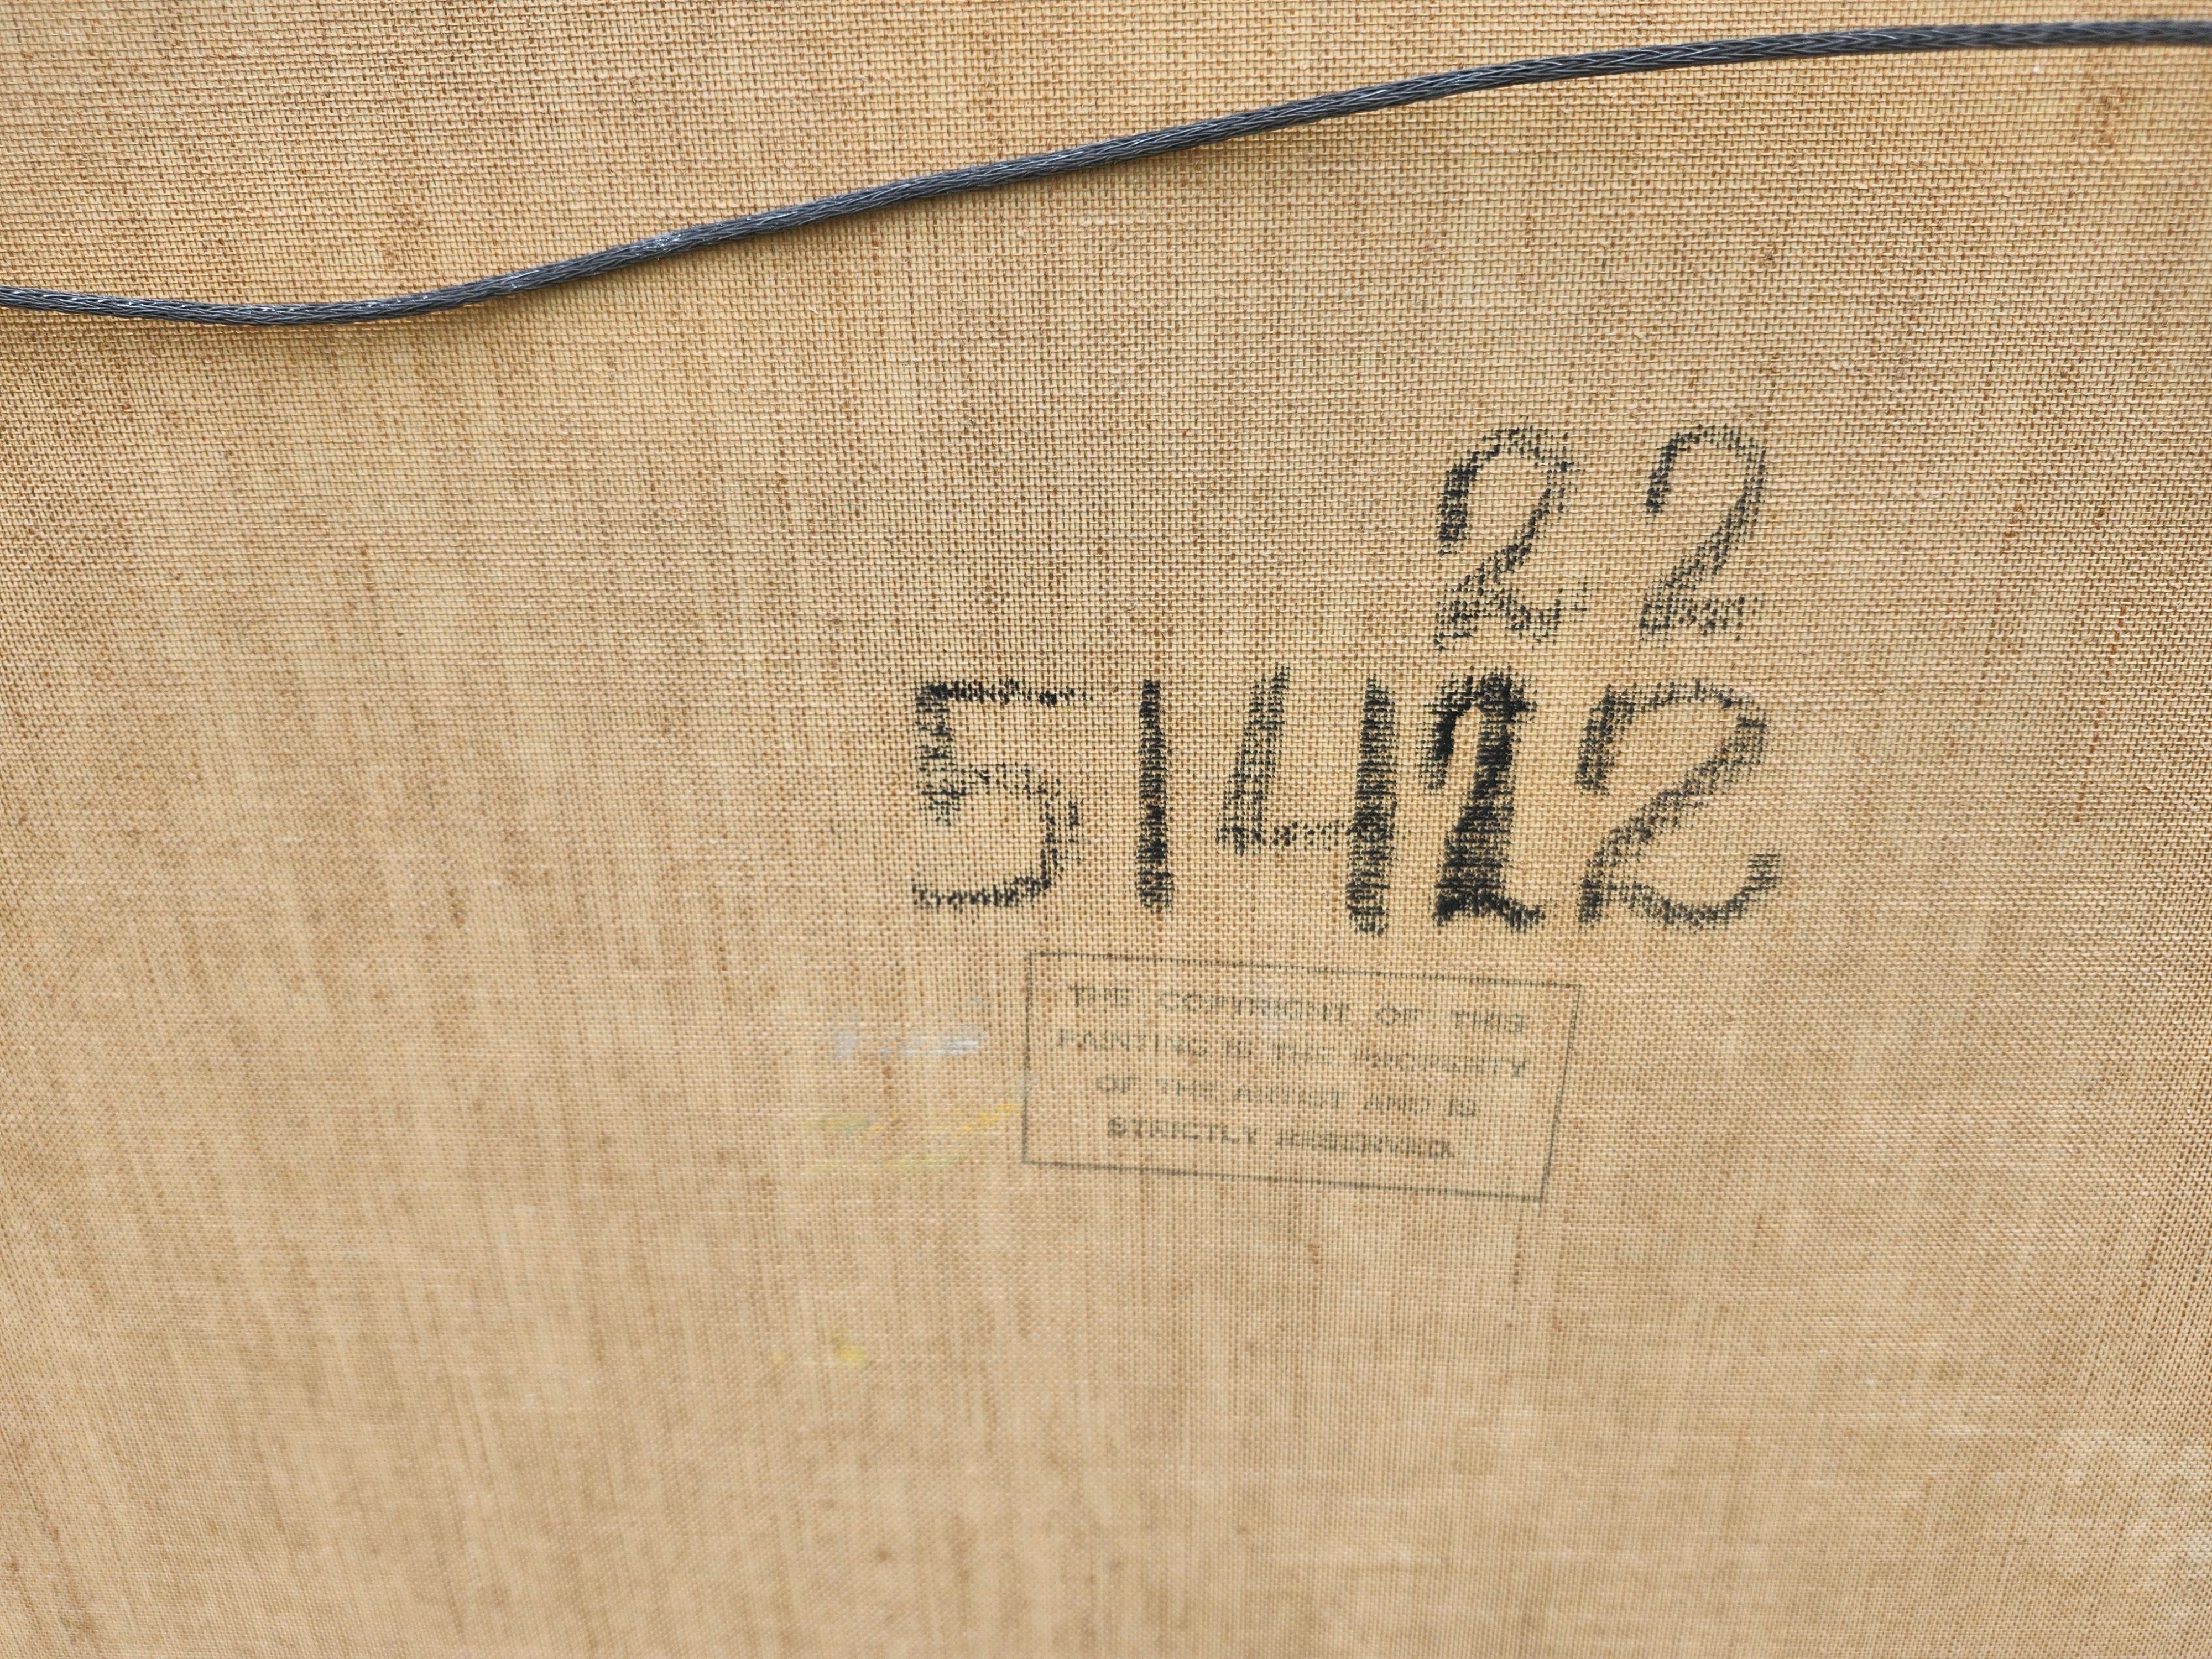 22
51412
THE COPYRIGHT OF THIS
PAINTING IS THE PROPERTY
OF THE ARTIST AND IS
STRICTLY RESERVED.